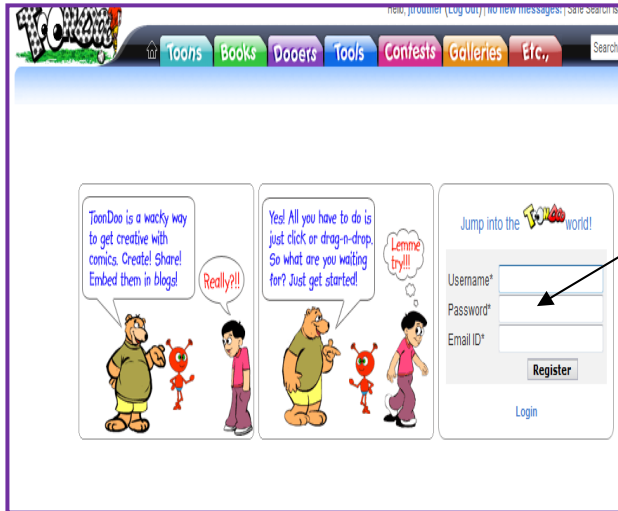 Hello, jtrouther (Log Out) | No new messages! | Safe Search is
ToonDoo
Toons Books Dooers Tools Contests Galleries Etc., Search
ToonDoo is a wacky way
to get creative with
comics. Create! Share!
Embed them in blogs!
Really?!!
Yes! All you have to do is
just click or drag-n-drop.
So what are you waiting
for? Just get started!
Lemme
try!!!
Jump into the ToonDoo world!
Username*
Password*
Email ID*
Register
Login